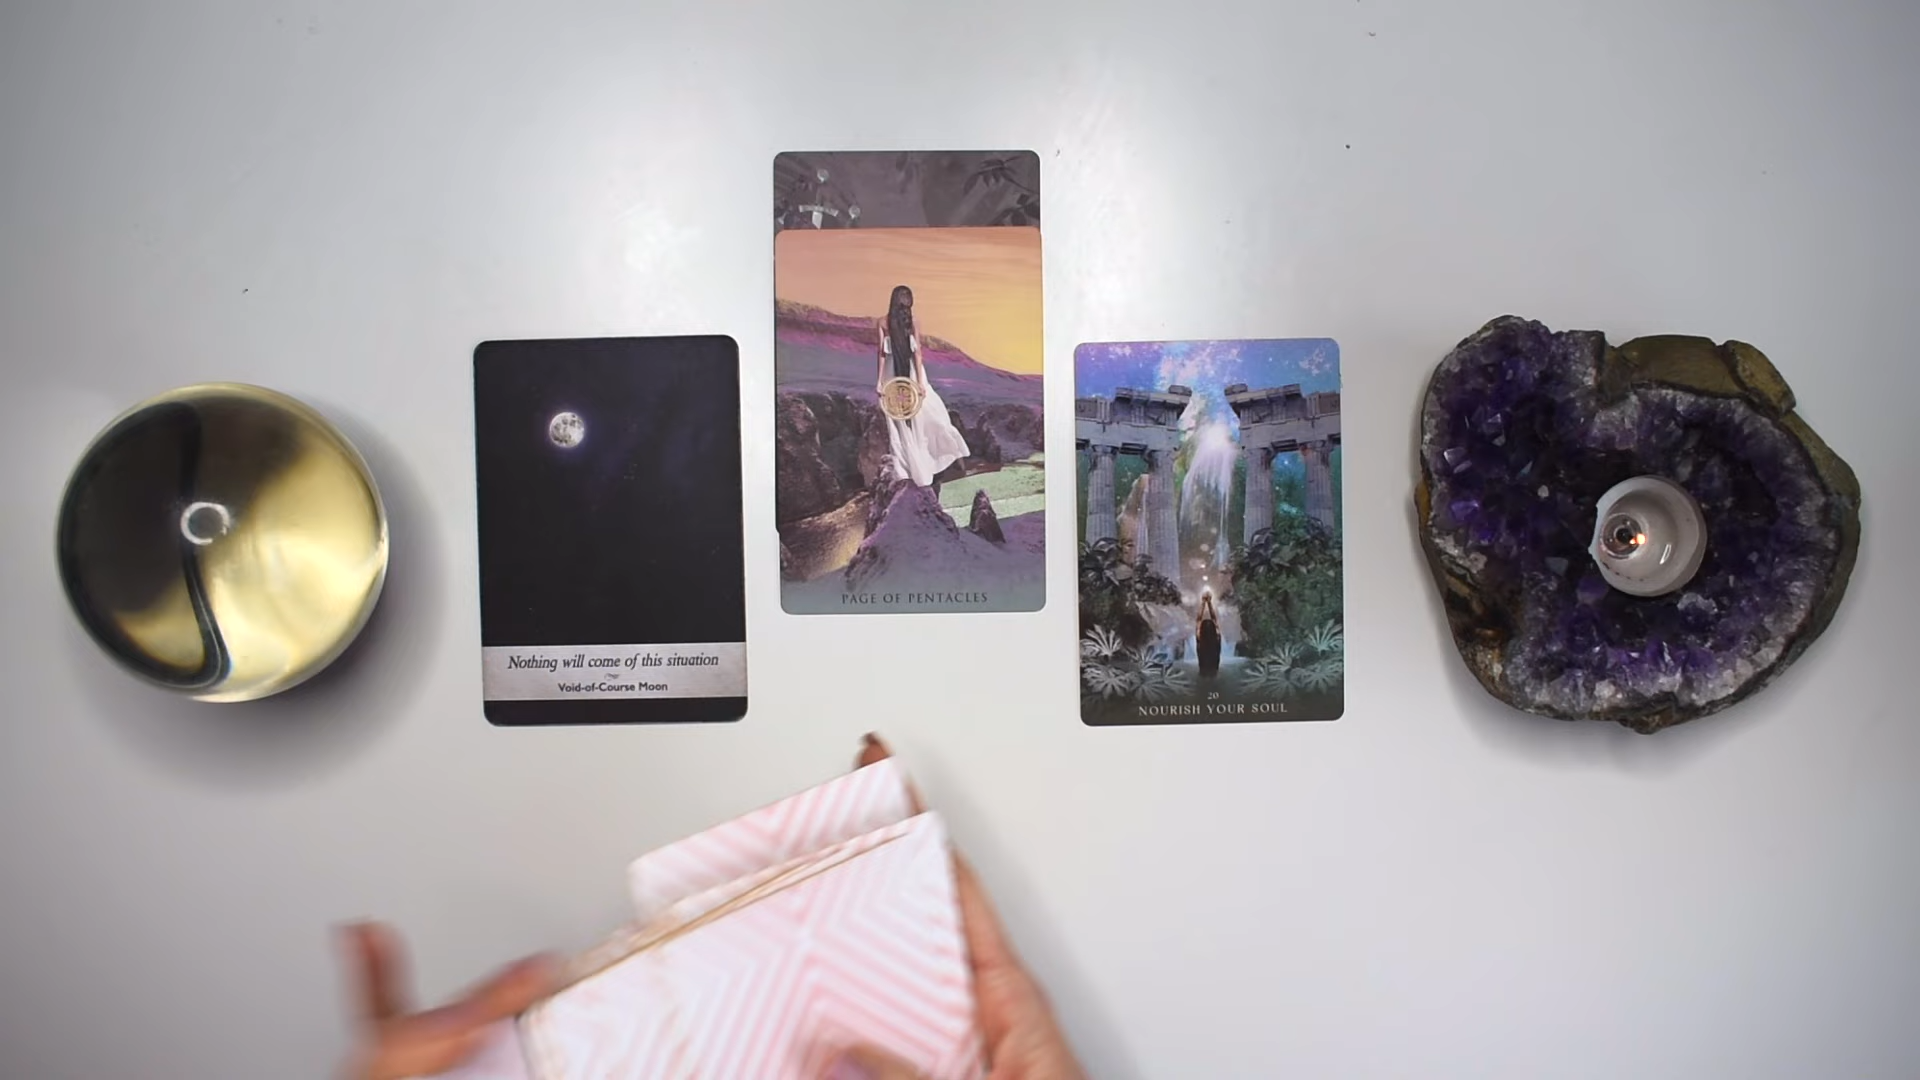 Nothing will come of this situation
Void-of-Course Moon
PAGE OF PENTACLES
20
NOURISH YOUR SOUL